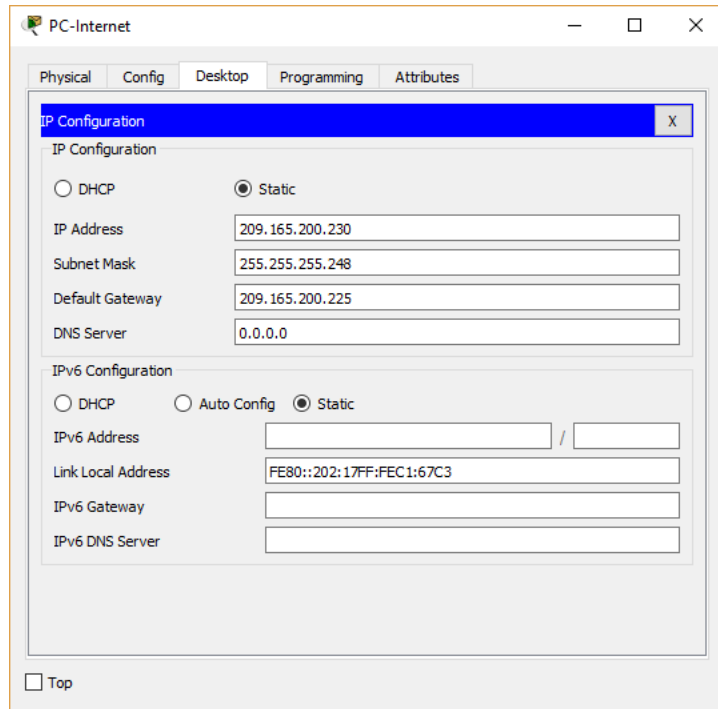 PC-Internet
Physical Config Desktop Programming Attributes
IP Configuration X
IP Configuration
DHCP Static
IP Address 209.165.200.230
Subnet Mask 255.255.255.248
Default Gateway 209.165.200.225
DNS Server 0.0.0.0
IPv6 Configuration
DHCP Auto Config Static
IPv6 Address /
Link Local Address FE80::202:17FF:FEC1:67C3
IPv6 Gateway
IPv6 DNS Server
Top